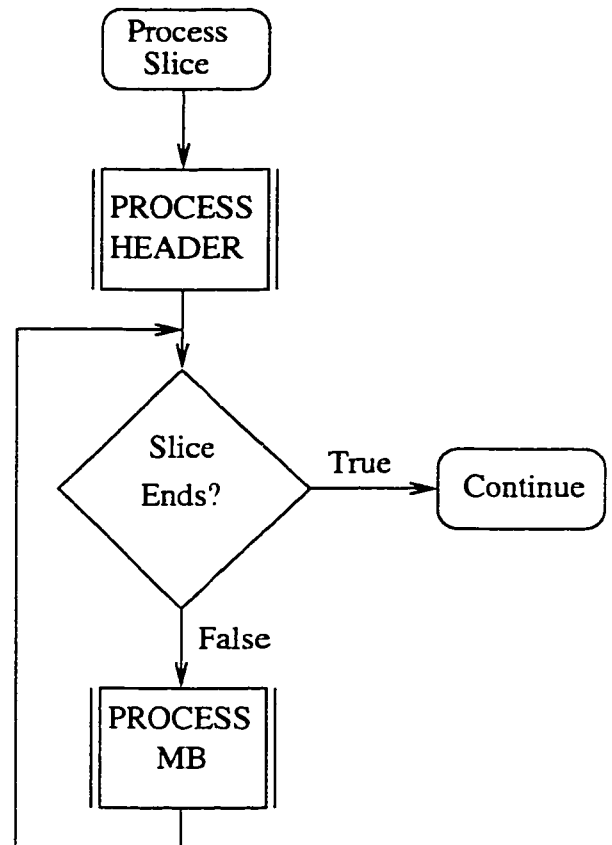 Process
Slice
PROCESS
HEADER
Slice
Ends?
True
Continue
False
PROCESS
MB